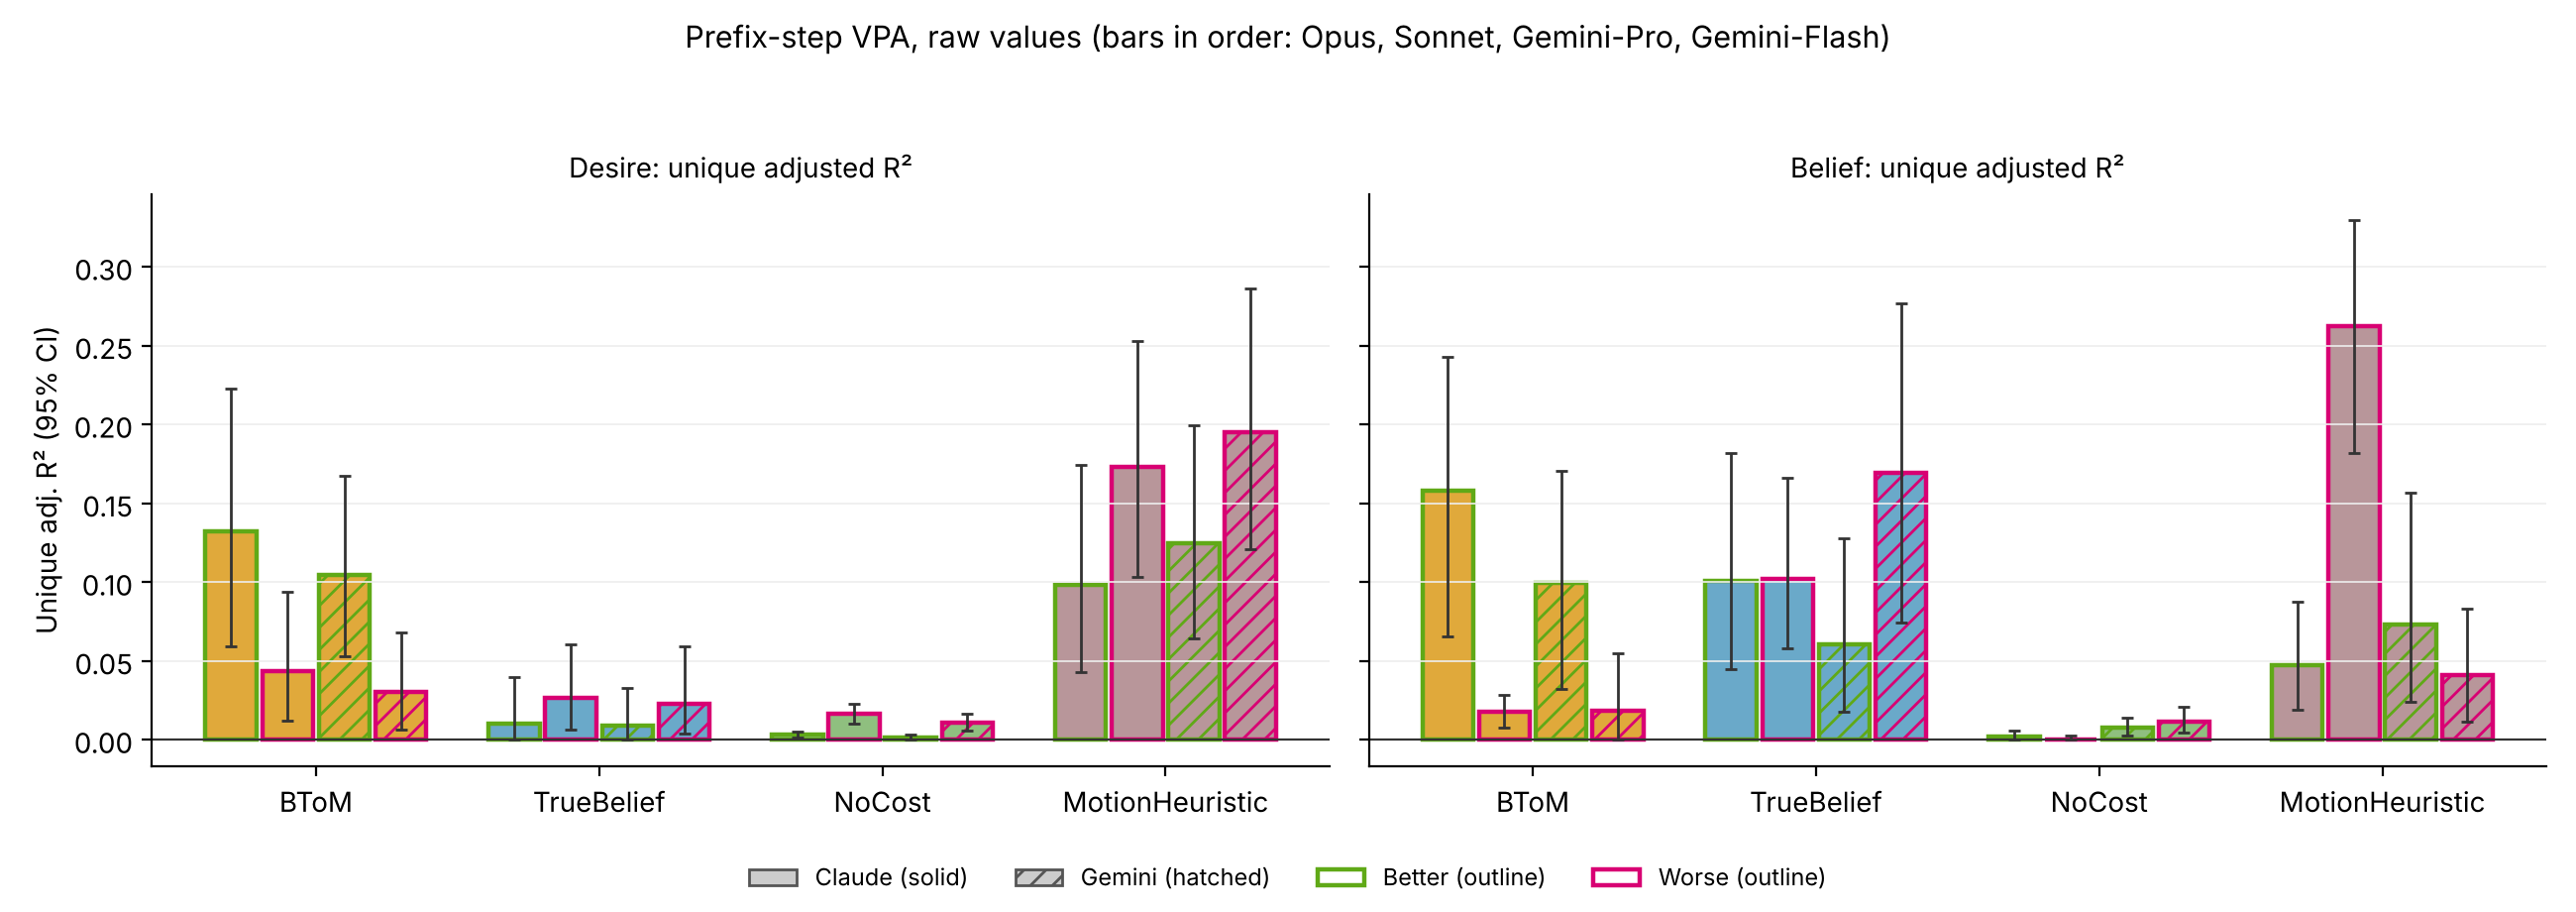 Prefix-step VPA, raw values (bars in order: Opus, Sonnet, Gemini-Pro, Gemini-Flash)
Desire: unique adjusted R²
Belief: unique adjusted R²
Unique adj. R² (95% CI)
0.30
0.25
0.20
0.15
0.10
0.05
0.00
BToM
TrueBelief
NoCost
MotionHeuristic
BToM
TrueBelief
NoCost
MotionHeuristic
Claude (solid)
Gemini (hatched)
Better (outline)
Worse (outline)